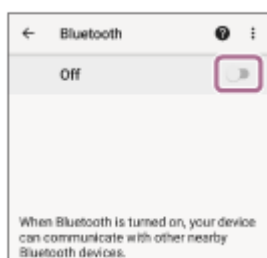 Bluetooth
Off
When Bluetooth is turned on, your device
can communicate with other nearby
Bluetooth devices.